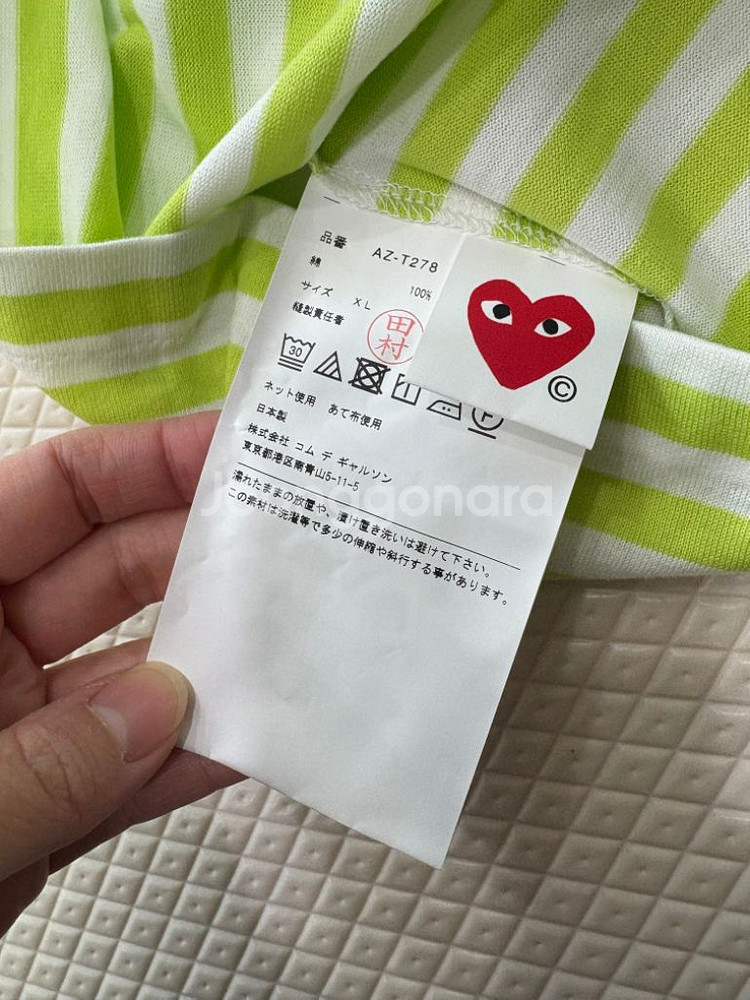 品番 AZ-T278
綿 100%
サイズ XL
縫製責任者 田村
30
P
©
ネット使用 あて布使用
日本製
株式会社 コム デ ギャルソン
東京都港区南青山5-11-5
濡れたままの放置や、漬け置き洗いは避けて下さい。
この素材は洗濯等で多少の伸縮や斜行する事があります。
Joonggonara